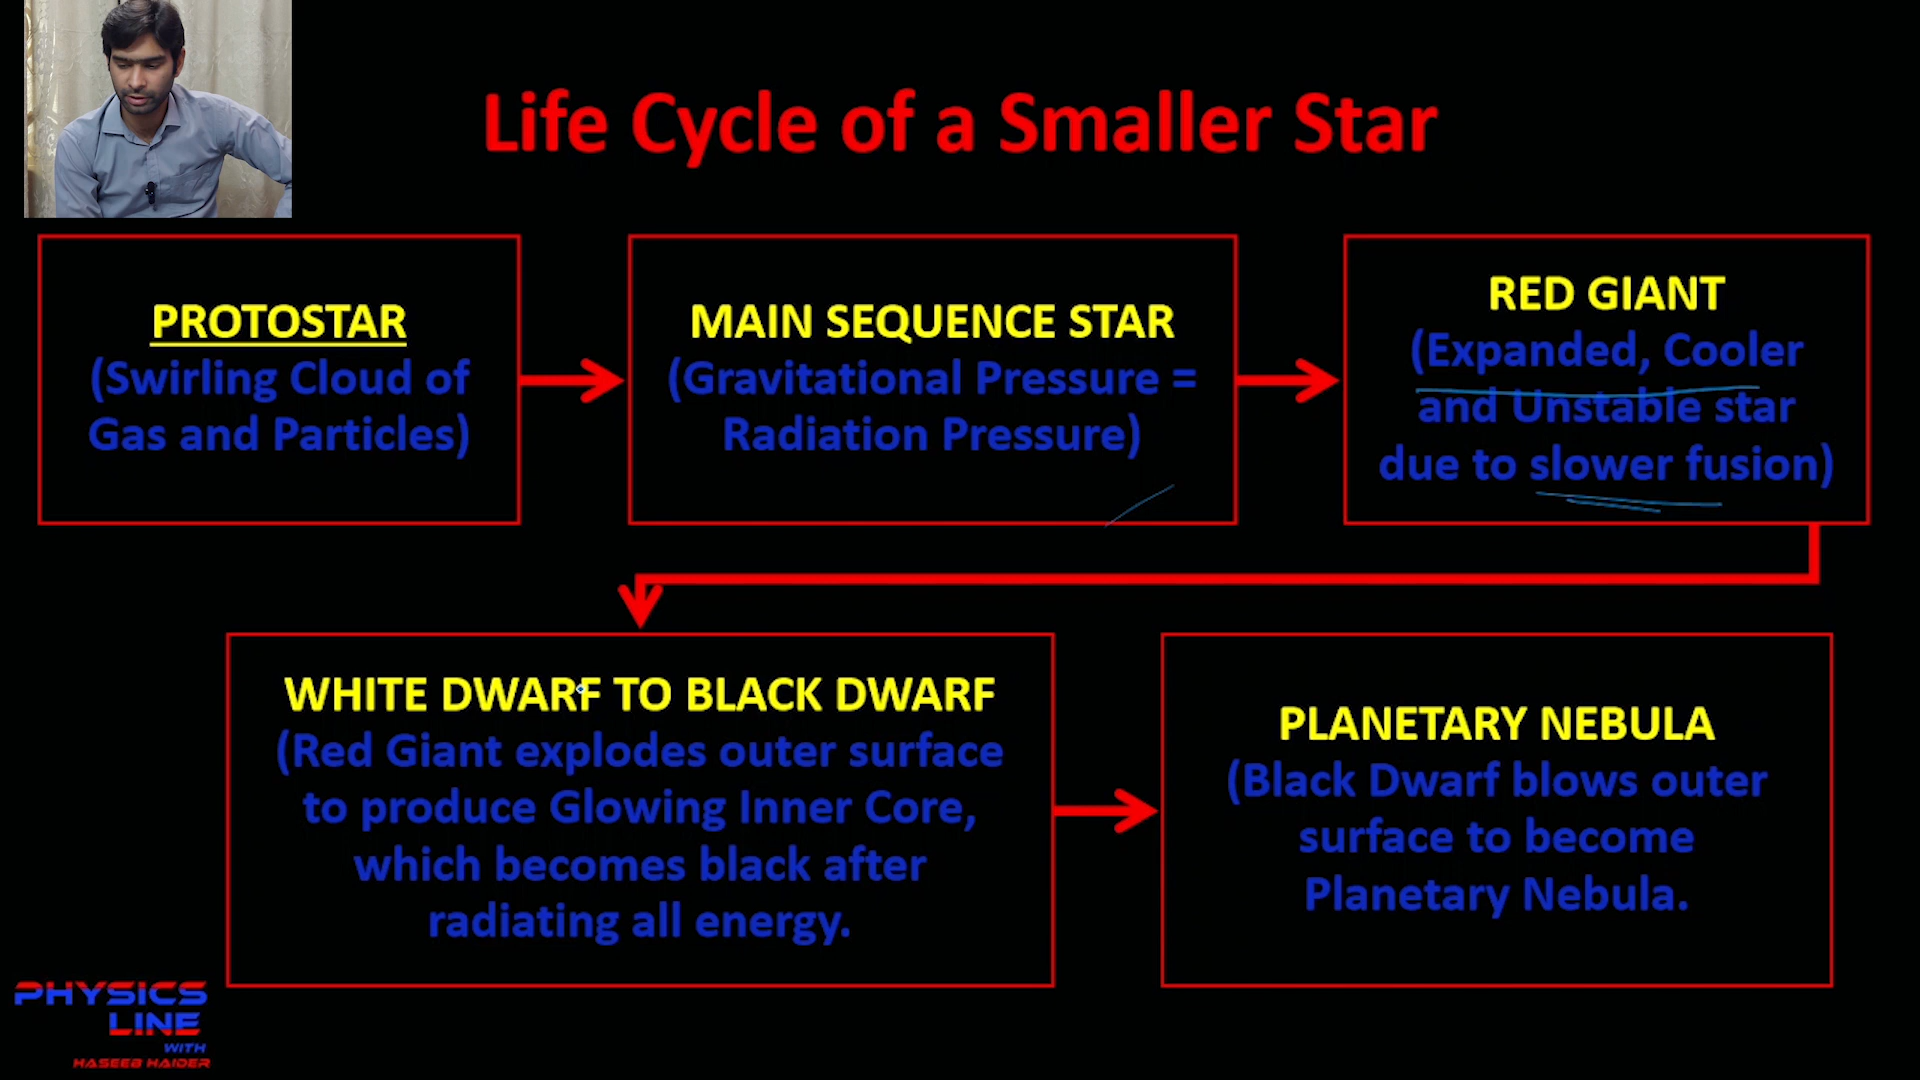 Life Cycle of a Smaller Star
PROTOSTAR
(Swirling Cloud of
Gas and Particles)
MAIN SEQUENCE STAR
(Gravitational Pressure =
Radiation Pressure)
RED GIANT
(Expanded, Cooler
and Unstable star
due to slower fusion)
WHITE DWARF TO BLACK DWARF
(Red Giant explodes outer surface
to produce Glowing Inner Core,
which becomes black after
radiating all energy.
PLANETARY NEBULA
(Black Dwarf blows outer
surface to become
Planetary Nebula.
PHYSICS
LINE
WITH
HASEEB HAIDER